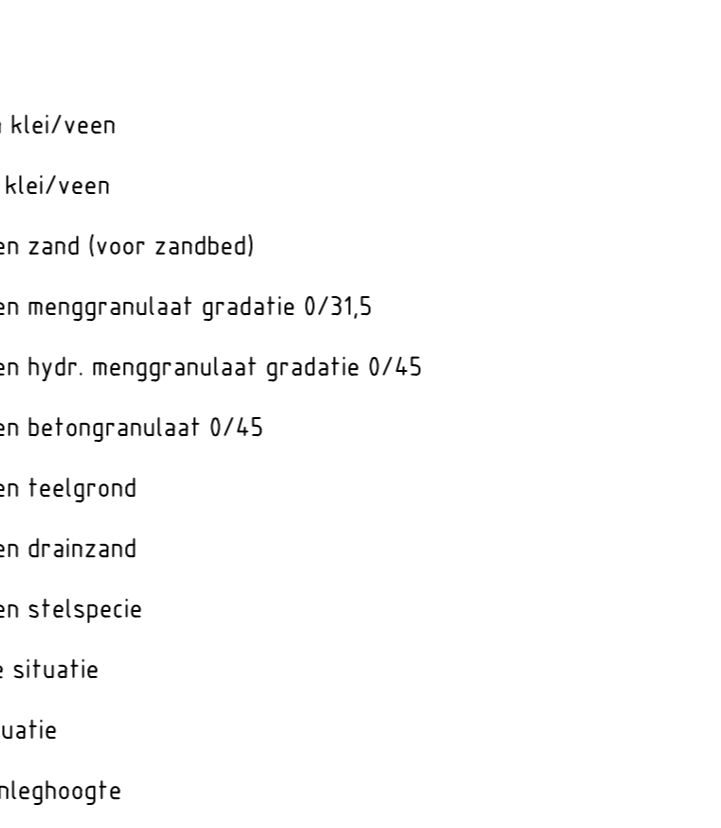 klei/veen
klei/veen
en zand (voor zandbed)
en menggranulaat gradatie 0/31,5
en hydr. menggranulaat gradatie 0/45
en betongranulaat 0/45
en teelgrond
en drainzand
en stelspecie
e situatie
uatie
nleghoogte